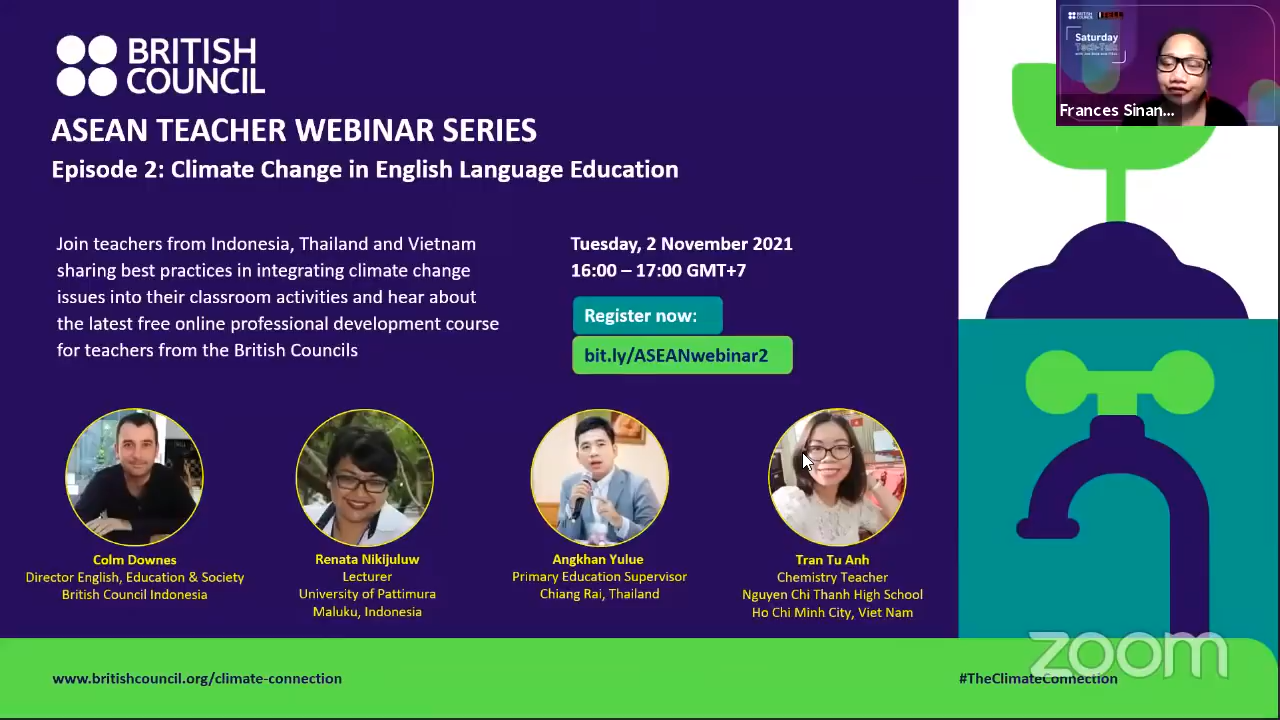 BRITISH
COUNCIL
ASEAN TEACHER WEBINAR SERIES
Episode 2: Climate Change in English Language Education
Join teachers from Indonesia, Thailand and Vietnam
sharing best practices in integrating climate change
issues into their classroom activities and hear about
the latest free online professional development course
for teachers from the British Councils
Tuesday, 2 November 2021
16:00 – 17:00 GMT+7
Register now:
bit.ly/ASEANwebinar2
Colm Downes
Director English, Education & Society
British Council Indonesia
Renata Nikijuluw
Lecturer
University of Pattimura
Maluku, Indonesia
Angkhan Yulue
Primary Education Supervisor
Chiang Rai, Thailand
Tran Tu Anh
Chemistry Teacher
Nguyen Chi Thanh High School
Ho Chi Minh City, Viet Nam
www.britishcouncil.org/climate-connection
#TheClimateConnection
zoom
BRITISH
COUNCIL
Saturday
Tech-Talk
Frances Sinan...